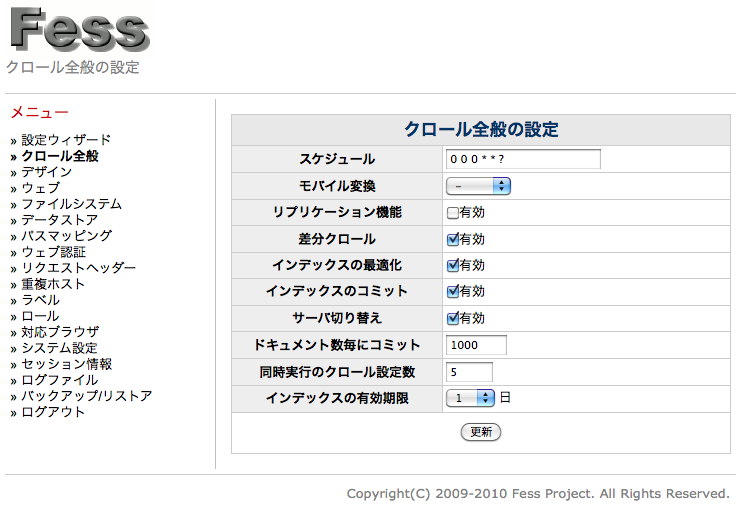 Fess
クロール全般の設定
メニュー
» 設定ウィザード
» クロール全般
» デザイン
» ウェブ
» ファイルシステム
» データストア
» パスマッピング
» ウェブ認証
» リクエストヘッダー
» 重複ホスト
» ラベル
» ロール
» 対応ブラウザ
» システム設定
» セッション情報
» ログファイル
» バックアップ/リストア
» ログアウト
クロール全般の設定
スケジュール 0 0 0 * * ?
モバイル変換 -
リプリケーション機能 有効
差分クロール 有効
インデックスの最適化 有効
インデックスのコミット 有効
サーバ切り替え 有効
ドキュメント数毎にコミット 1000
同時実行のクロール設定数 5
インデックスの有効期限 1 日
更新
Copyright(C) 2009-2010 Fess Project. All Rights Reserved.